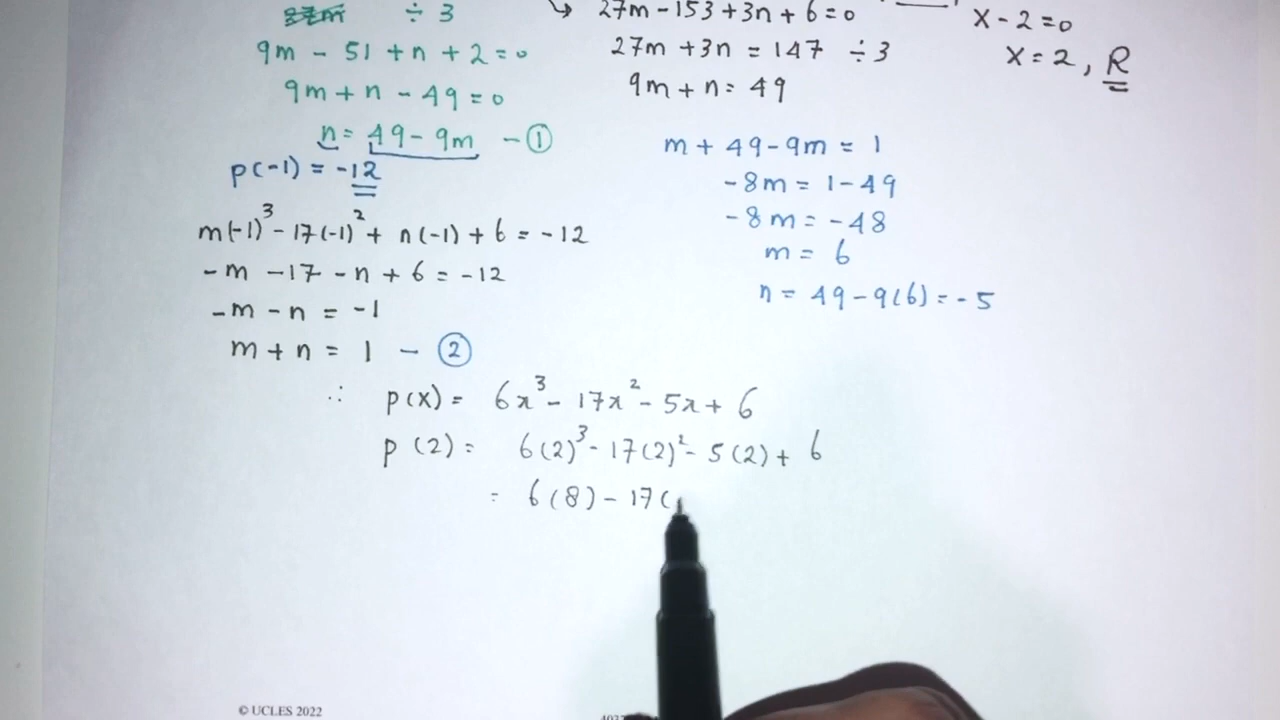 ÷ 3
9m - 51 + n + 2 = 0
9m + n - 49 = 0
n = 49 - 9m - ①
p(-1) = -12
m(-1)³ - 17(-1)² + n(-1) + 6 = -12
-m - 17 - n + 6 = -12
-m - n = -1
m + n = 1 - ②
↳ 27m - 153 + 3n + 6 = 0
27m + 3n = 147 ÷ 3
9m + n = 49
x - 2 = 0
x = 2, R
m + 49 - 9m = 1
-8m = 1 - 49
-8m = -48
m = 6
n = 49 - 9(6) = -5
∴ p(x) = 6x³ - 17x² - 5x + 6
p(2) = 6(2)³ - 17(2)² - 5(2) + 6
= 6(8) - 17(
© UCLES 2022